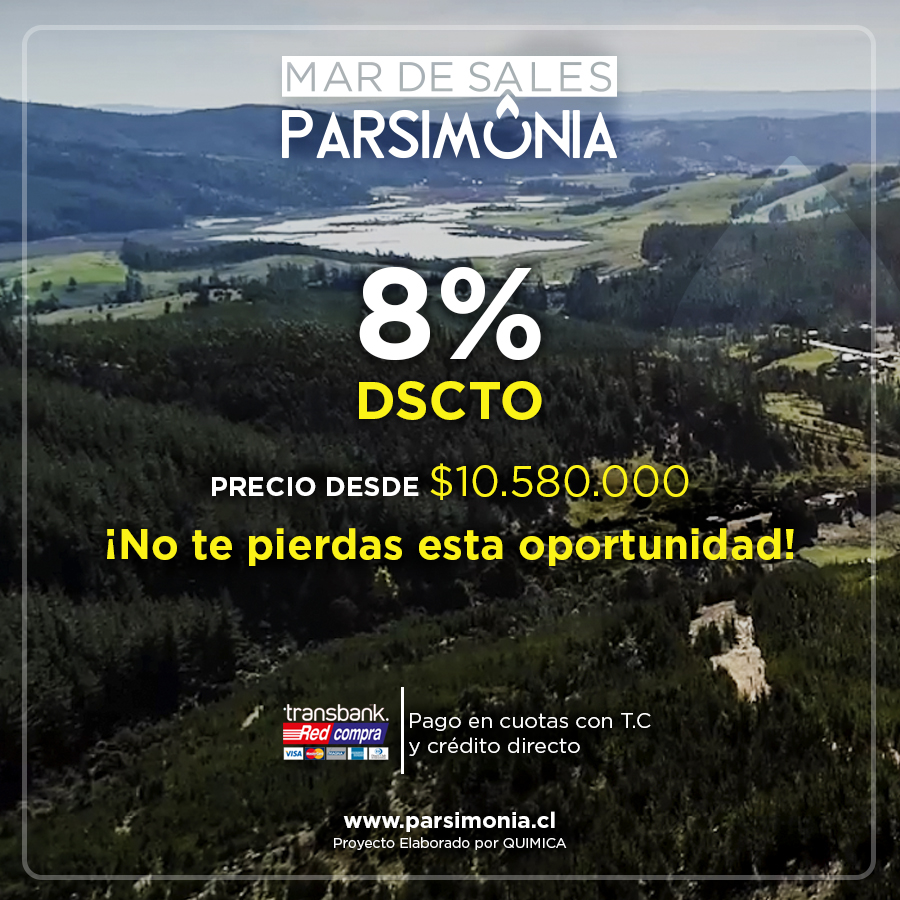 MAR DE SALES
PARSIMONIA
8%
DSCTO
PRECIO DESDE $10.580.000
¡No te pierdas esta oportunidad!
transbank.
Red compra
VISA
Pago en cuotas con T.C
y crédito directo
www.parsimonia.cl
Proyecto Elaborado por QUIMICA